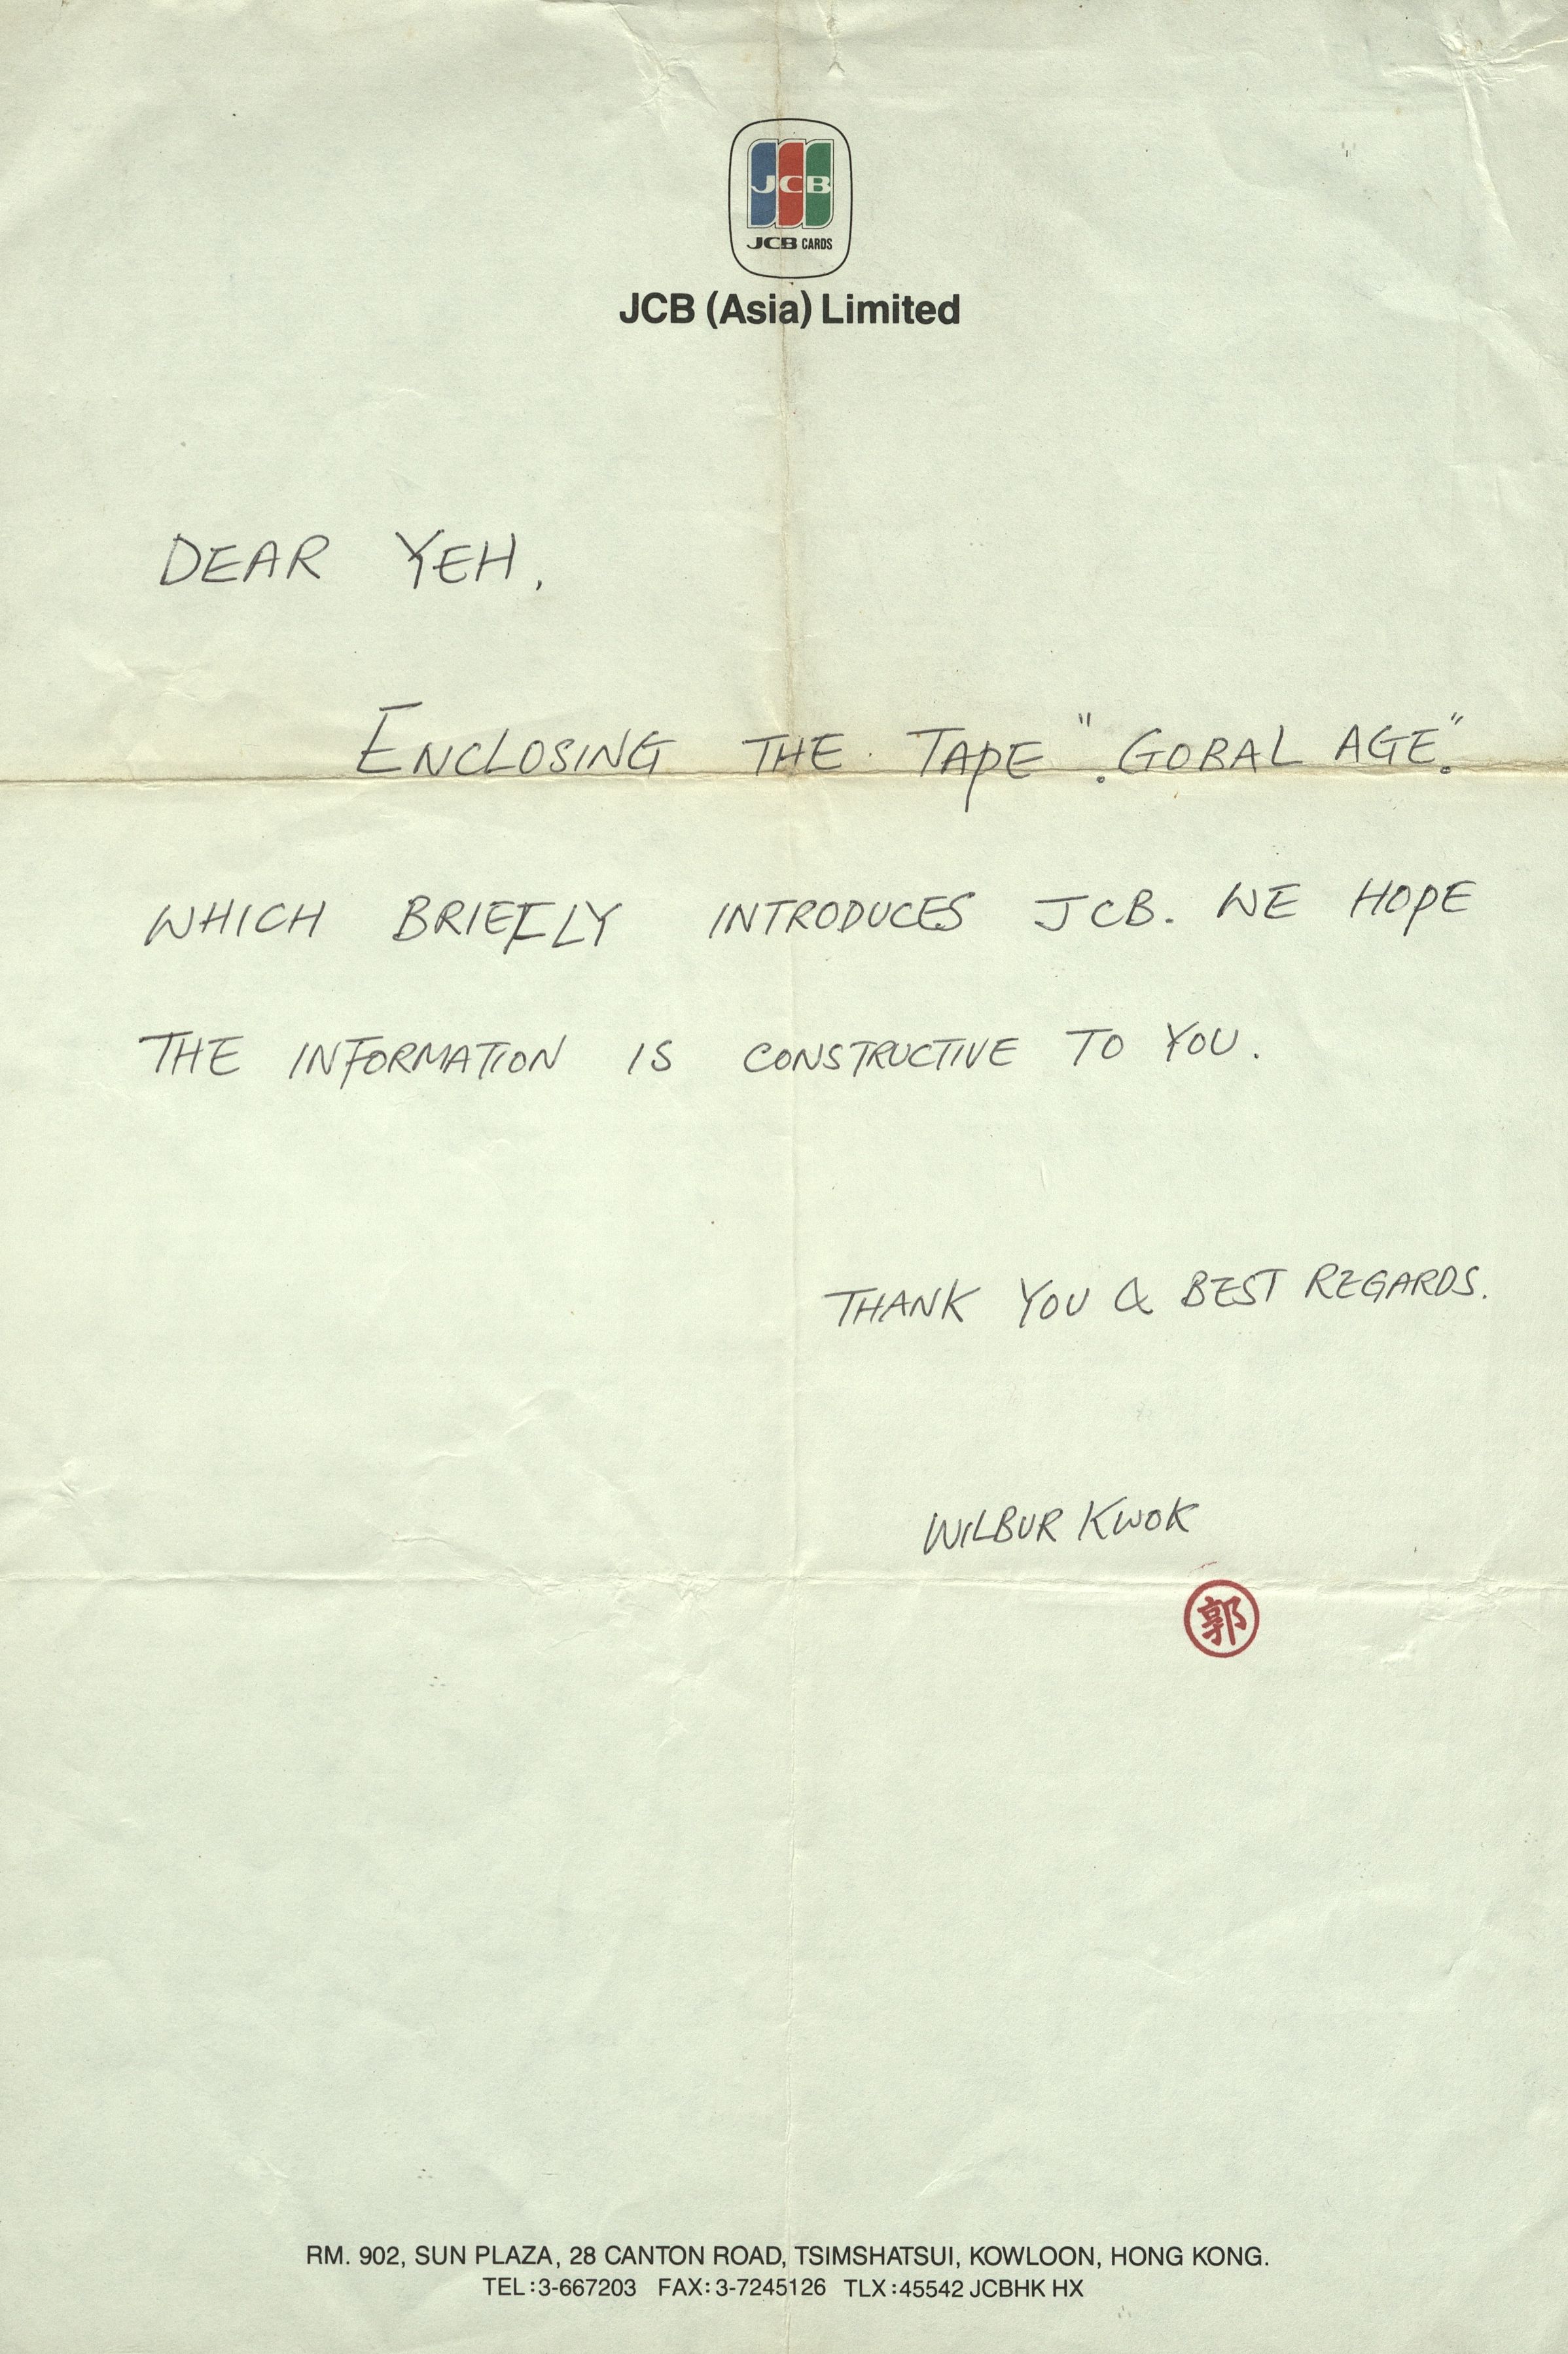 JCB
JCB CARDS
JCB (Asia) Limited
DEAR YEH,
ENCLOSING THE TAPE "GOBAL AGE"
WHICH BRIEFLY INTRODUCES JCB. WE HOPE
THE INFORMATION IS CONSTRUCTIVE TO YOU.
THANK YOU & BEST REGARDS.
WILBUR KWOK
郭
RM. 902, SUN PLAZA, 28 CANTON ROAD, TSIMSHATSUI, KOWLOON, HONG KONG.
TEL:3-667203 FAX:3-7245126 TLX:45542 JCBHK HX